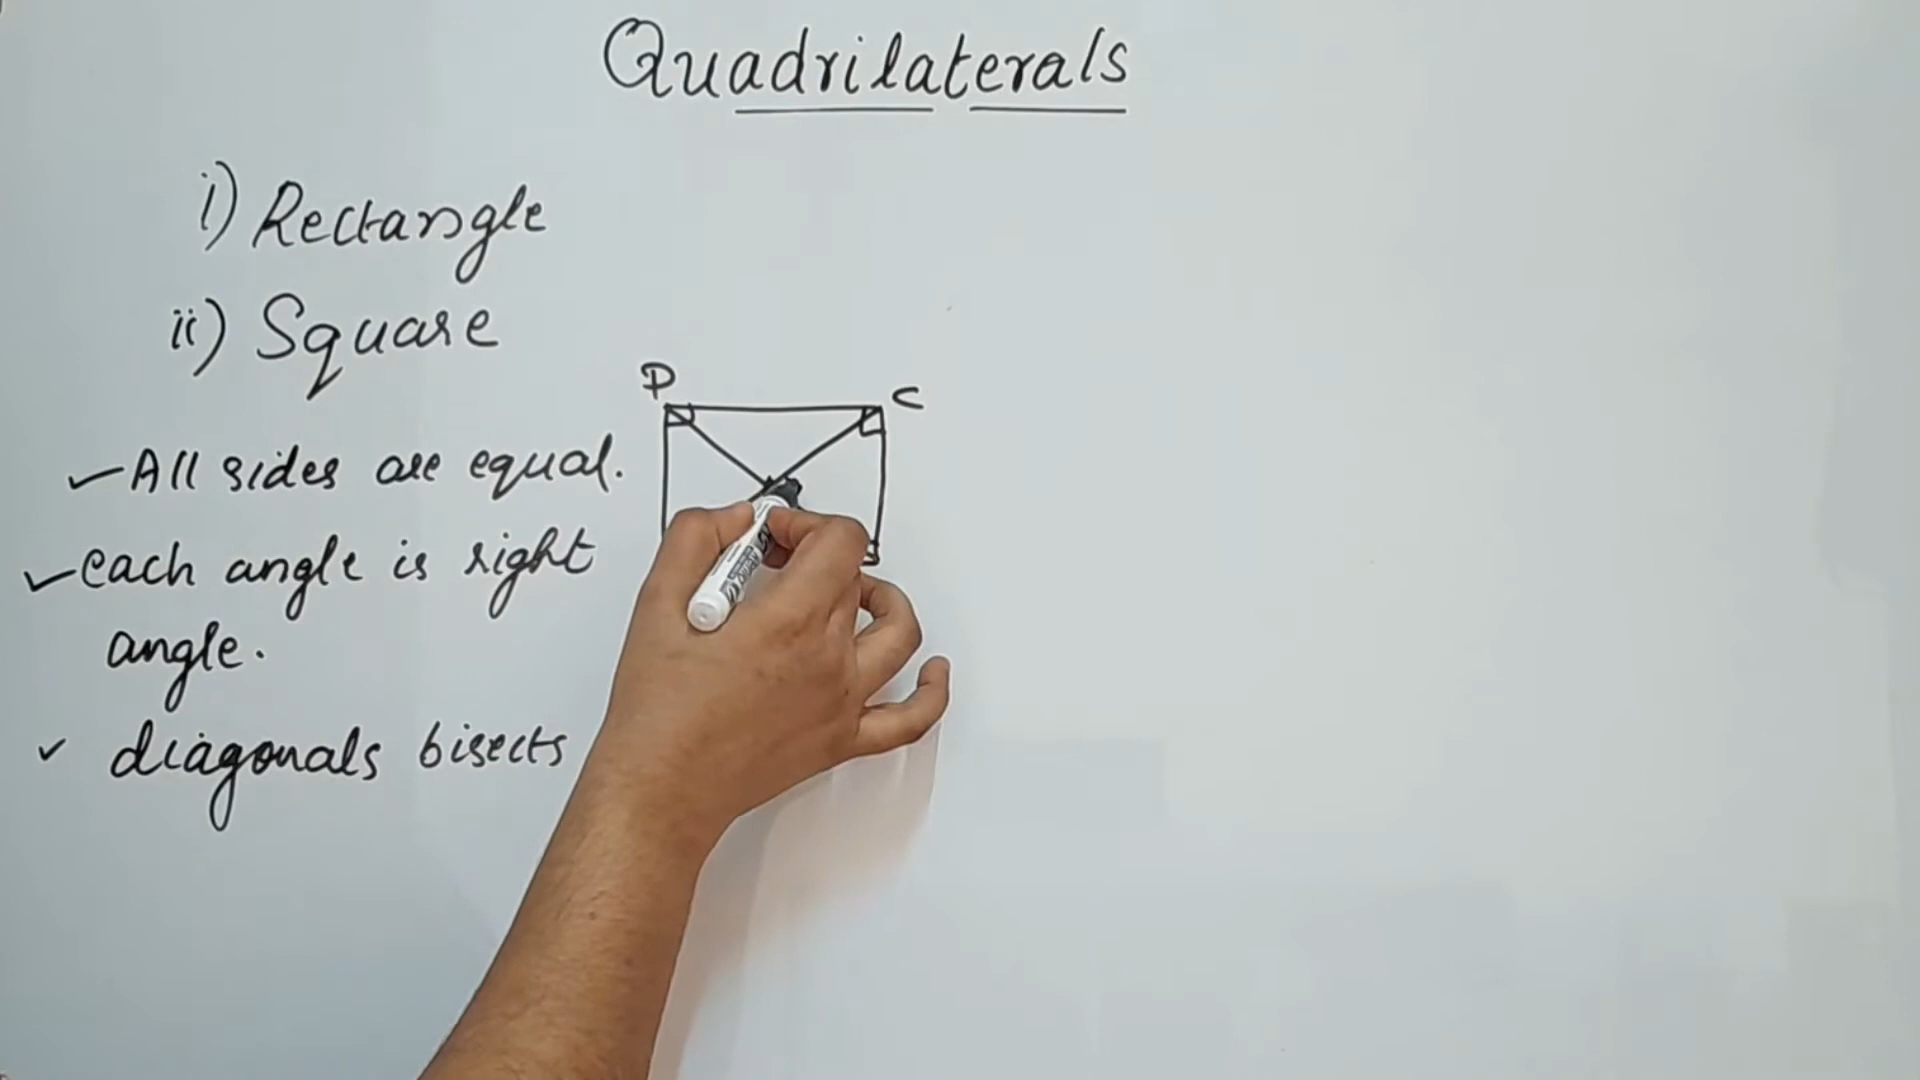 Quadrilaterals
i) Rectangle
ii) Square
D
C
All sides are equal.
each angle is right
angle.
diagonals bisects